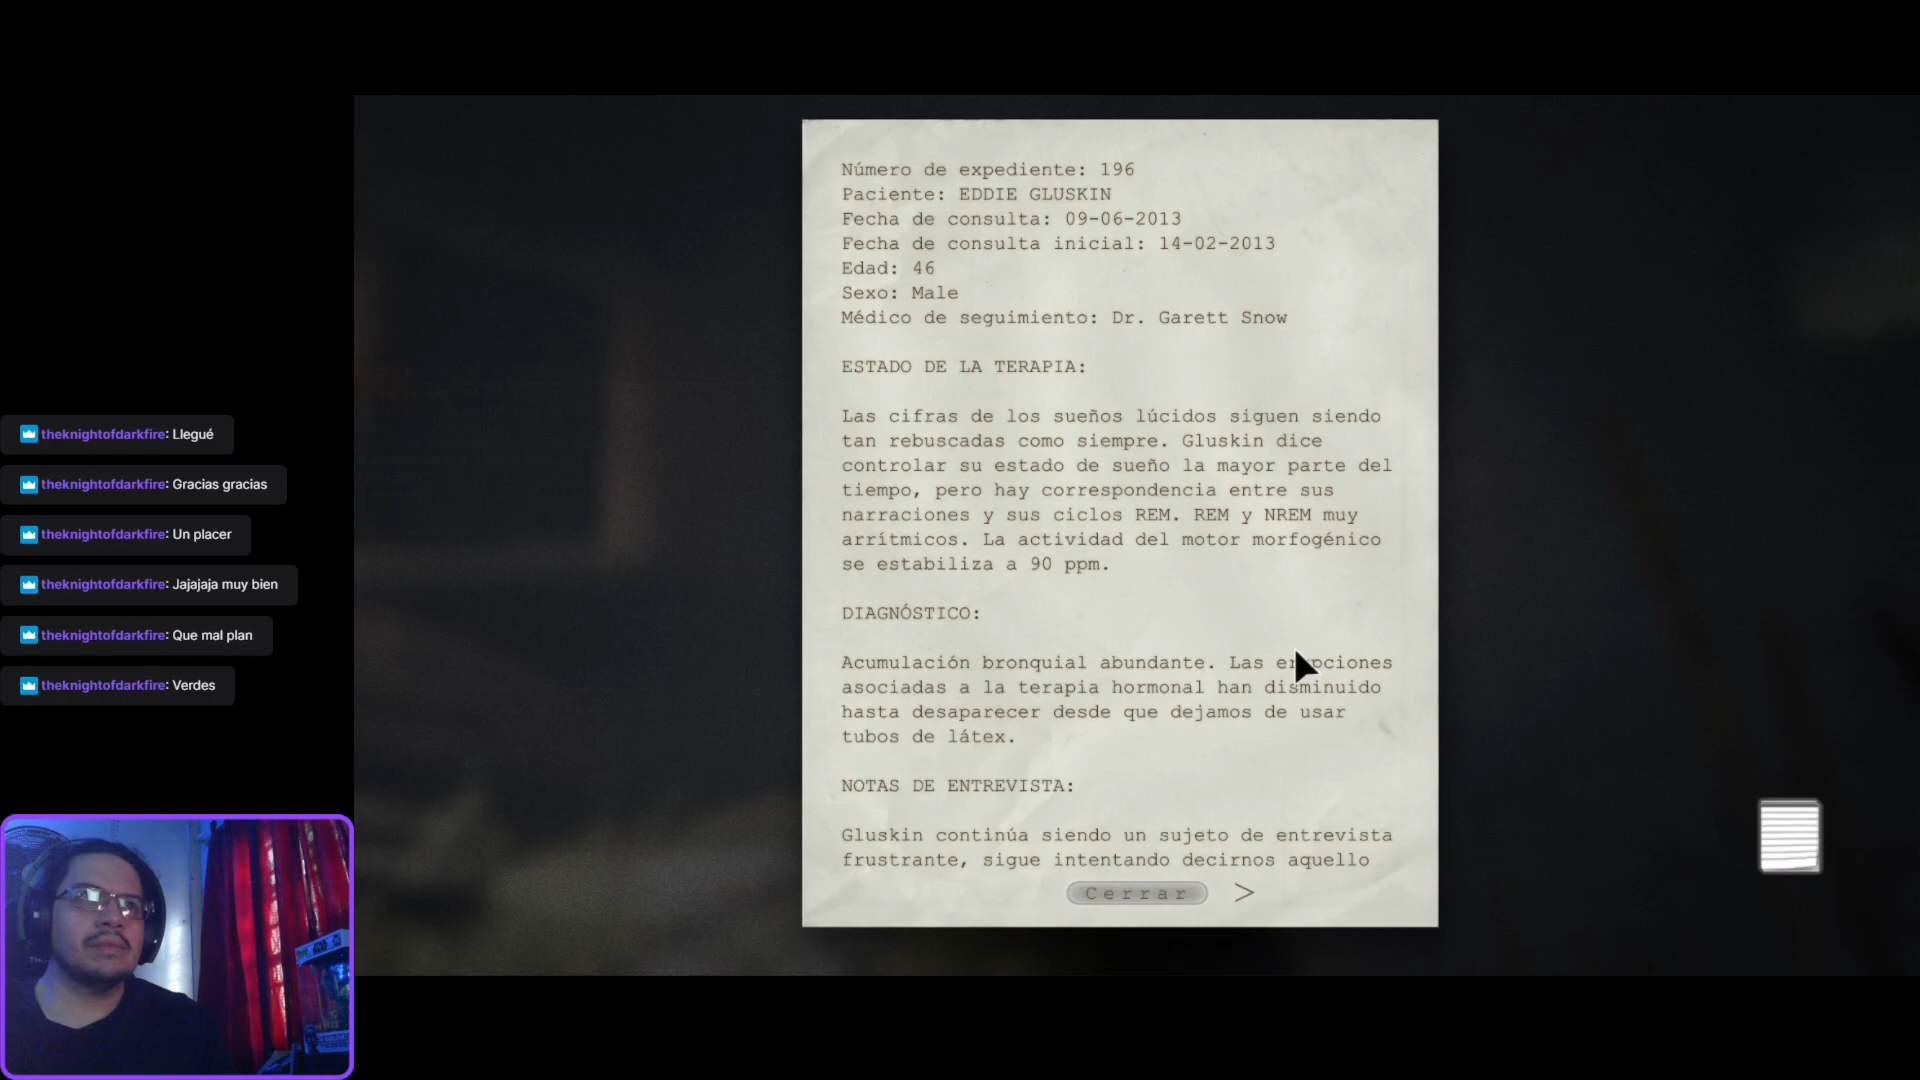 theknightofdarkfire: Llegué
theknightofdarkfire: Gracias gracias
theknightofdarkfire: Un placer
theknightofdarkfire: Jajajaja muy bien
theknightofdarkfire: Que mal plan
theknightofdarkfire: Verdes
Número de expediente: 196
Paciente: EDDIE GLUSKIN
Fecha de consulta: 09-06-2013
Fecha de consulta inicial: 14-02-2013
Edad: 46
Sexo: Male
Médico de seguimiento: Dr. Garett Snow
ESTADO DE LA TERAPIA:
Las cifras de los sueños lúcidos siguen siendo
tan rebuscadas como siempre. Gluskin dice
controlar su estado de sueño la mayor parte del
tiempo, pero hay correspondencia entre sus
narraciones y sus ciclos REM. REM y NREM muy
arrítmicos. La actividad del motor morfogénico
se estabiliza a 90 ppm.
DIAGNÓSTICO:
Acumulación bronquial abundante. Las erupciones
asociadas a la terapia hormonal han disminuido
hasta desaparecer desde que dejamos de usar
tubos de látex.
NOTAS DE ENTREVISTA:
Gluskin continúa siendo un sujeto de entrevista
frustrante, sigue intentando decirnos aquello
Cerrar >